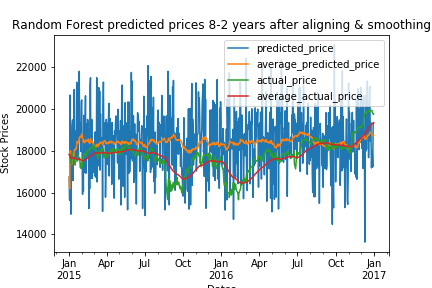 Random Forest predicted prices 8-2 years after aligning & smoothing
predicted_price
average_predicted_price
actual_price
average_actual_price
Stock Prices
22000
20000
18000
16000
14000
Jan Apr Jul Oct Jan Apr Jul Oct Jan
2015 2016 2017
Dates